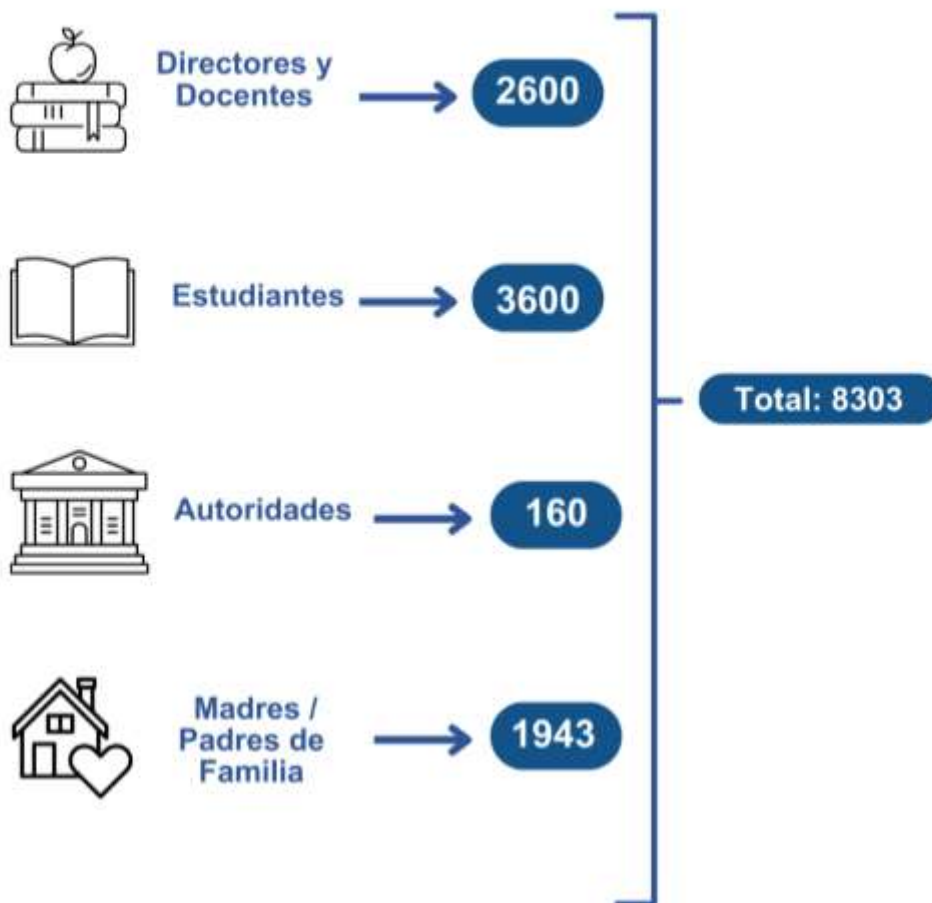 Directores y
Docentes
2600
Estudiantes
3600
Total: 8303
Autoridades
160
Madres /
Padres de
Familia
1943